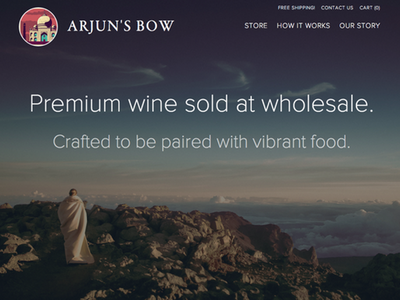 FREE SHIPPING! CONTACT US CART (0)
ARJUN'S BOW
STORE HOW IT WORKS OUR STORY
Premium wine sold at wholesale.
Crafted to be paired with vibrant food.